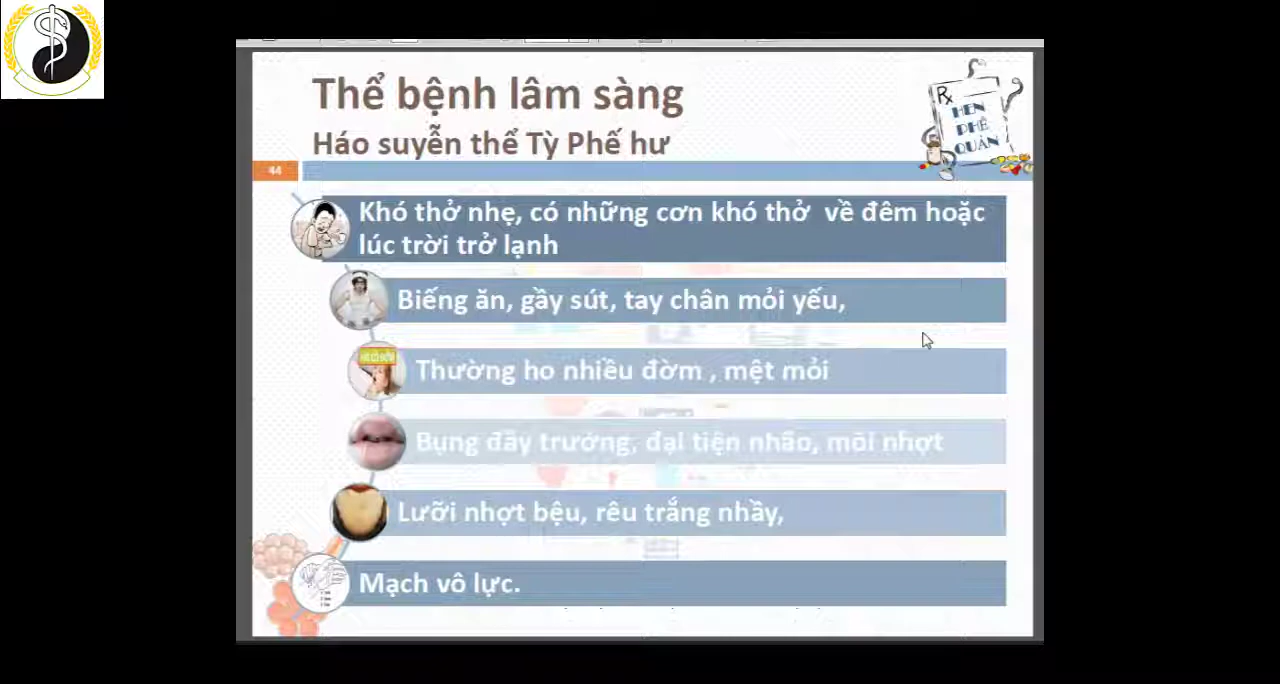 Thể bệnh lâm sàng
Háo suyễn thể Tỳ Phế hư
Rx
HEN
PHẾ
QUẢN
44
Khó thở nhẹ, có những cơn khó thở về đêm hoặc
lúc trời trở lạnh
Biếng ăn, gầy sút, tay chân mỏi yếu,
Thường ho nhiều đờm , mệt mỏi
Bụng đầy trướng, đại tiện nhão, môi nhợt
Lưỡi nhợt bệu, rêu trắng nhầy,
Mạch vô lực.